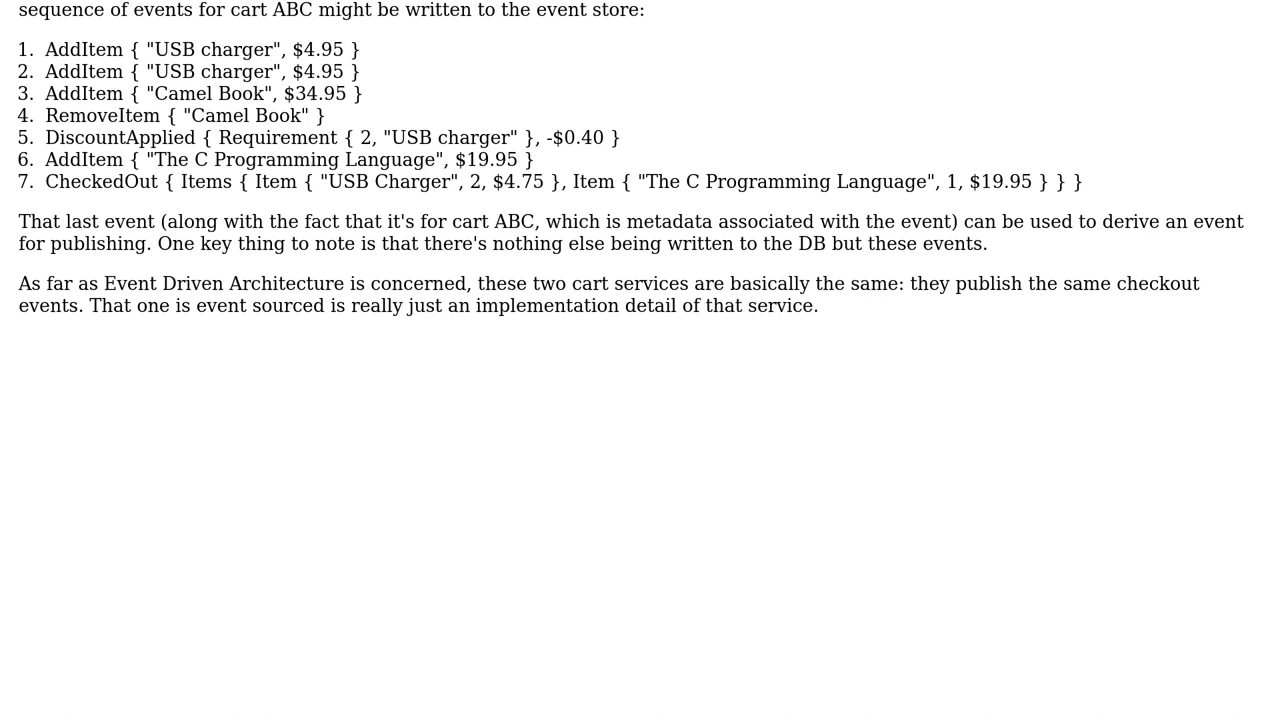 sequence of events for cart ABC might be written to the event store:
1. AddItem { "USB charger", $4.95 }
2. AddItem { "USB charger", $4.95 }
3. AddItem { "Camel Book", $34.95 }
4. RemoveItem { "Camel Book" }
5. DiscountApplied { Requirement { 2, "USB charger" }, -$0.40 }
6. AddItem { "The C Programming Language", $19.95 }
7. CheckedOut { Items { Item { "USB Charger", 2, $4.75 }, Item { "The C Programming Language", 1, $19.95 } } }
That last event (along with the fact that it's for cart ABC, which is metadata associated with the event) can be used to derive an event
for publishing. One key thing to note is that there's nothing else being written to the DB but these events.
As far as Event Driven Architecture is concerned, these two cart services are basically the same: they publish the same checkout
events. That one is event sourced is really just an implementation detail of that service.